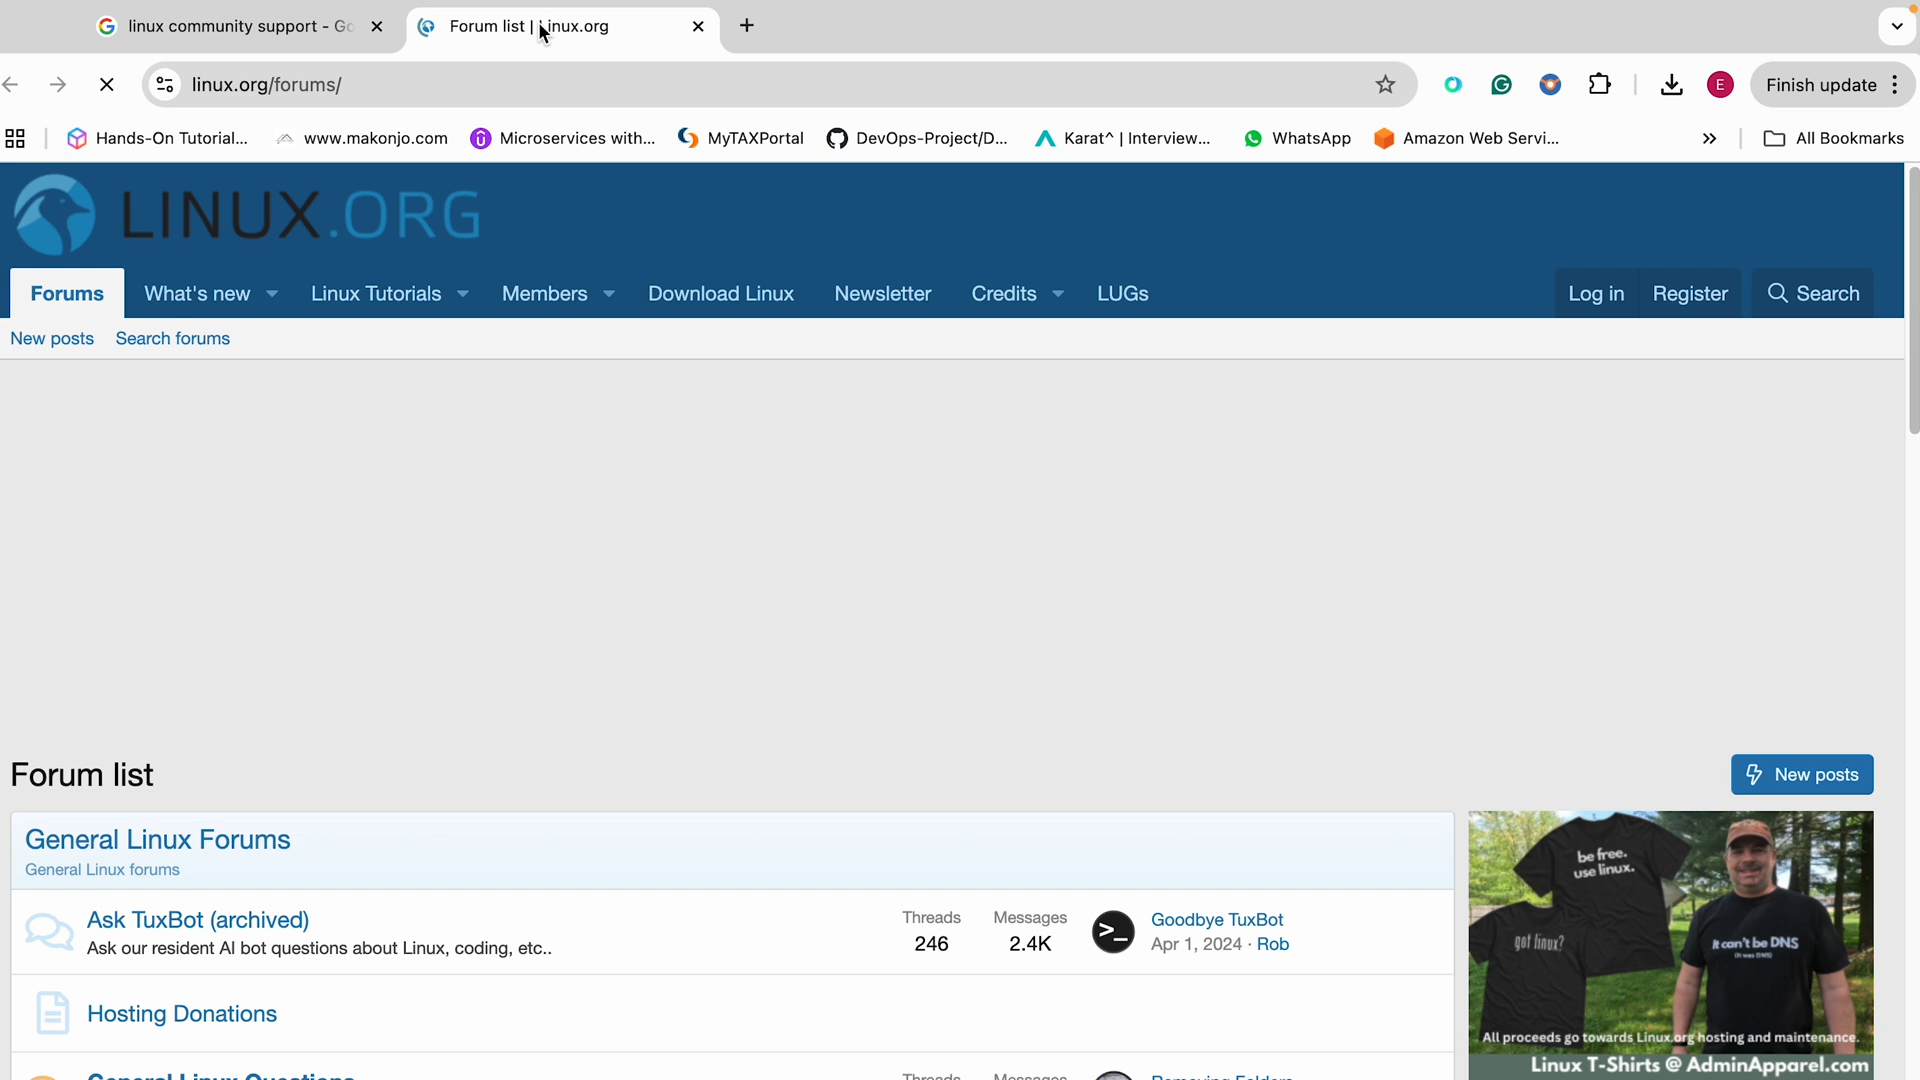 linux community support - Go
Forum list | Linux.org
linux.org/forums/
E
Finish update
Hands-On Tutorial...
www.makonjo.com
Microservices with...
MyTAXPortal
DevOps-Project/D...
Karat^ | Interview...
WhatsApp
Amazon Web Servi...
All Bookmarks
LINUX.ORG
Forums
What's new
Linux Tutorials
Members
Download Linux
Newsletter
Credits
LUGs
Log in
Register
Search
New posts
Search forums
Forum list
New posts
General Linux Forums
General Linux forums
Ask TuxBot (archived)
Ask our resident AI bot questions about Linux, coding, etc..
Threads
246
Messages
2.4K
Goodbye TuxBot
Apr 1, 2024 · Rob
Hosting Donations
General Linux Questions
Threads
Messages
Removing Folders
be free.
use linux.
got linux?
It can't be DNS
(It was DNS)
All proceeds go towards Linux.org hosting and maintenance.
Linux T-Shirts @ AdminApparel.com